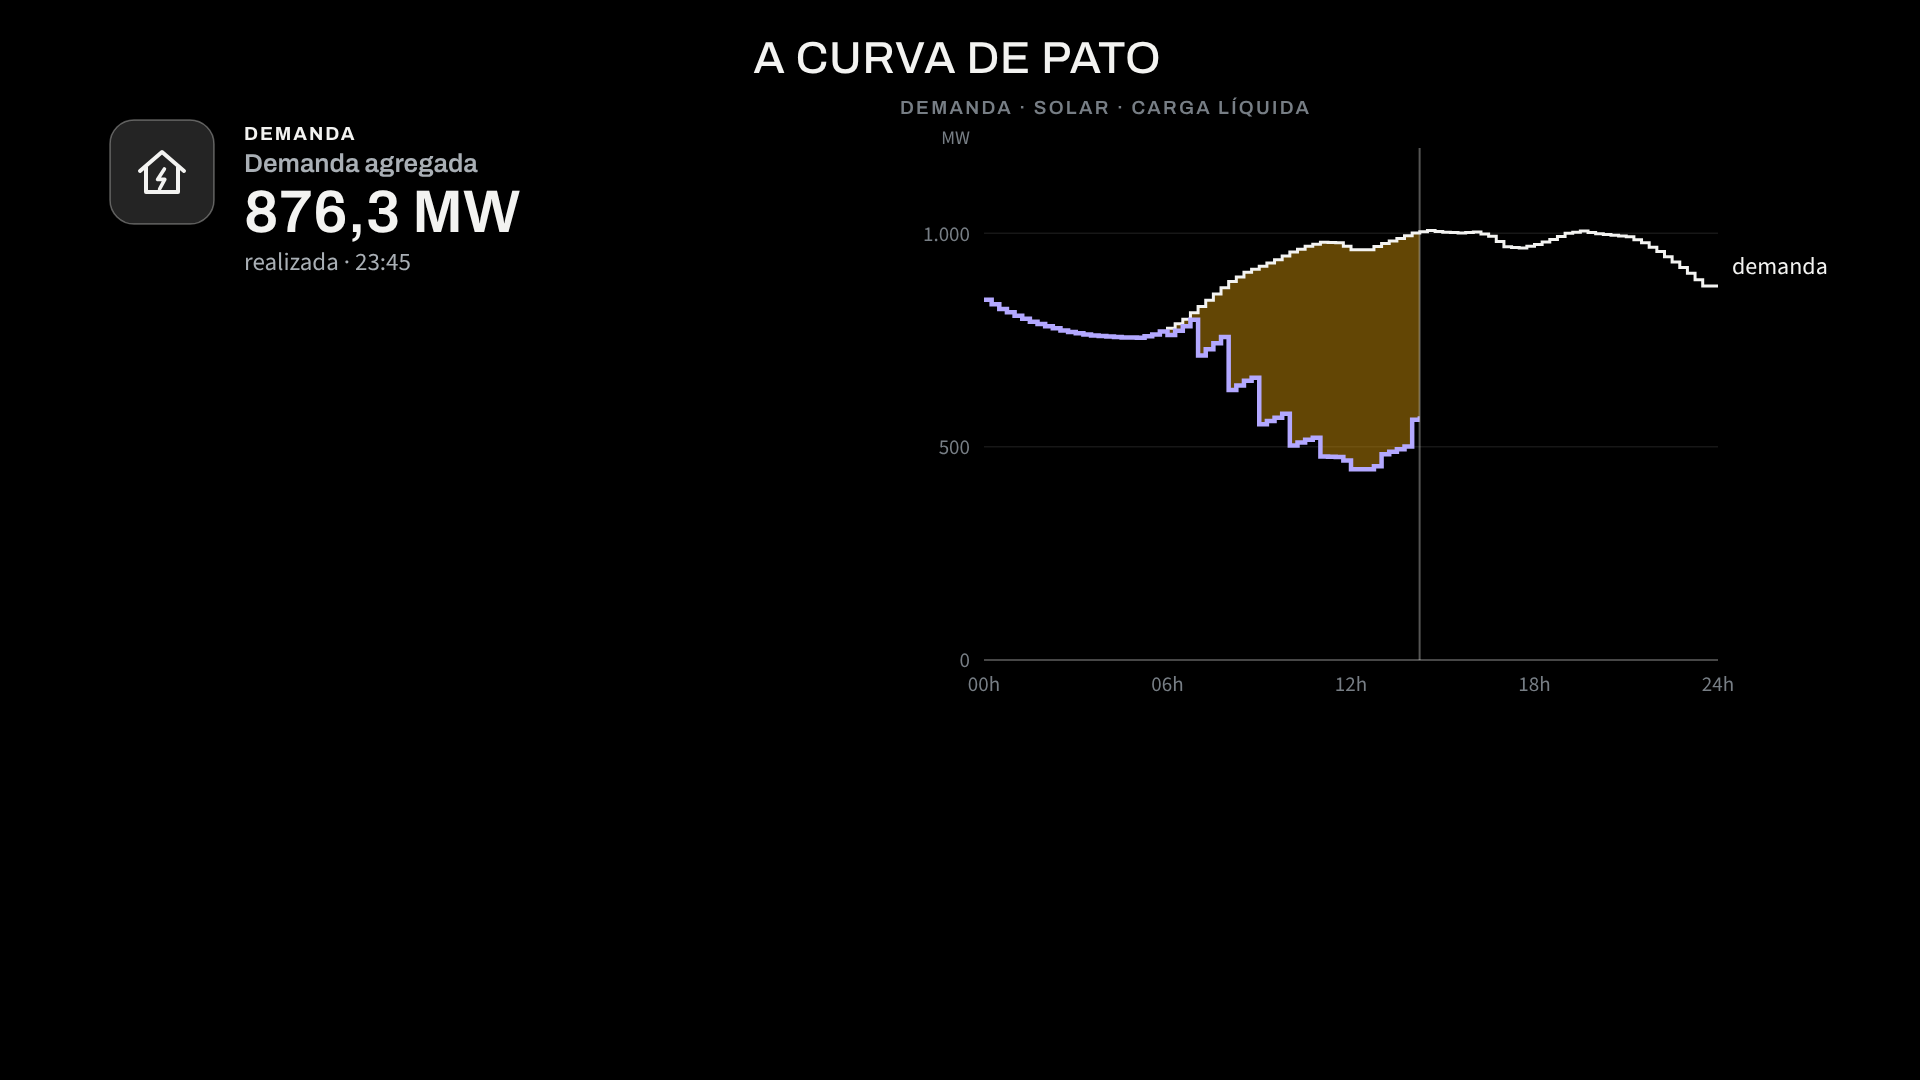 A CURVA DE PATO
DEMANDA
Demanda agregada
876,3 MW
realizada · 23:45
DEMANDA · SOLAR · CARGA LÍQUIDA
MW
1.000
500
0
00h
06h
12h
18h
24h
demanda